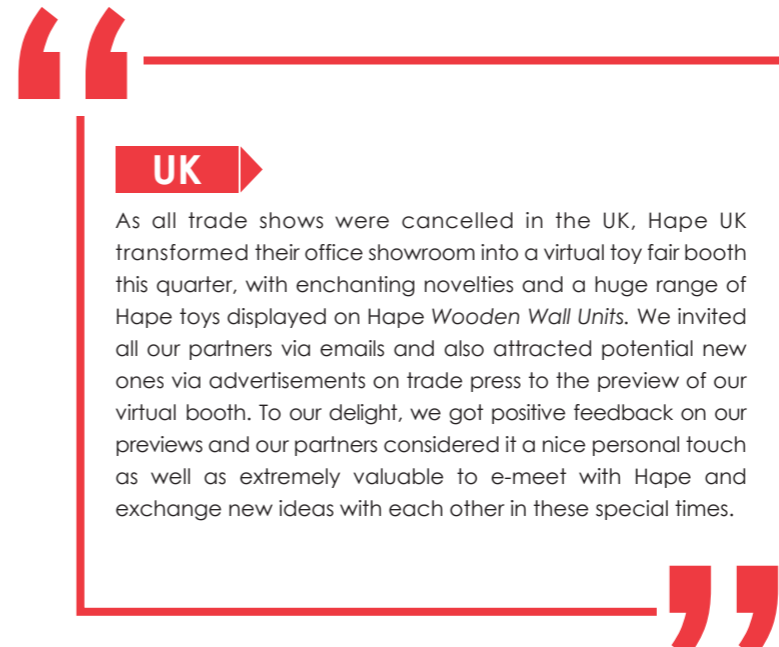 UK
As all trade shows were cancelled in the UK, Hape UK
transformed their office showroom into a virtual toy fair booth
this quarter, with enchanting novelties and a huge range of
Hape toys displayed on Hape Wooden Wall Units. We invited
all our partners via emails and also attracted potential new
ones via advertisements on trade press to the preview of our
virtual booth. To our delight, we got positive feedback on our
previews and our partners considered it a nice personal touch
as well as extremely valuable to e-meet with Hape and
exchange new ideas with each other in these special times.